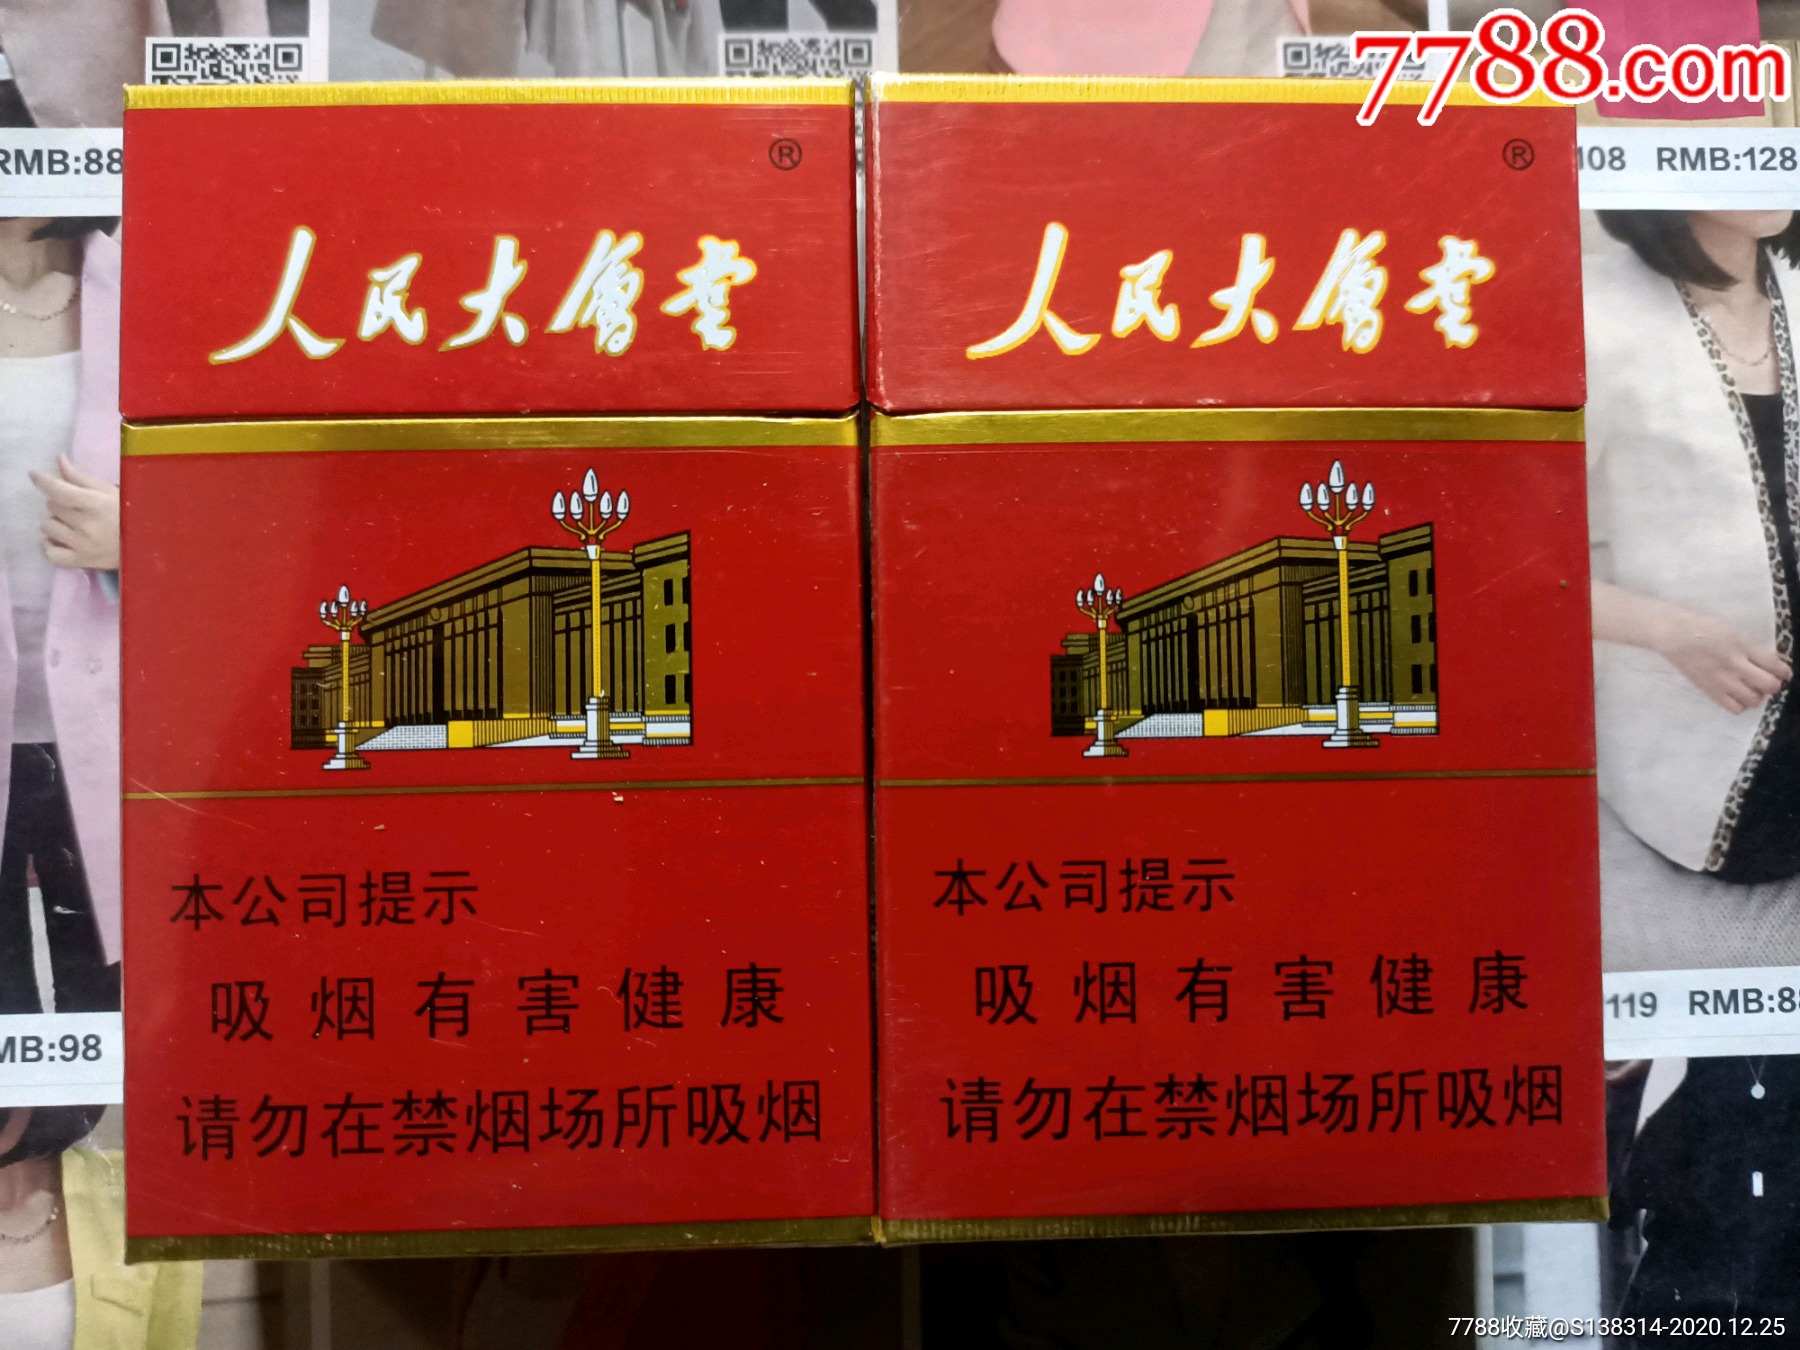 7788.com
RMB:88
108 RMB:128
®
人民大會堂
®
人民大會堂
本公司提示
吸烟有害健康
请勿在禁烟场所吸烟
本公司提示
吸烟有害健康
请勿在禁烟场所吸烟
MB:98
119 RMB:88
7788收藏@S138314-2020.12.25